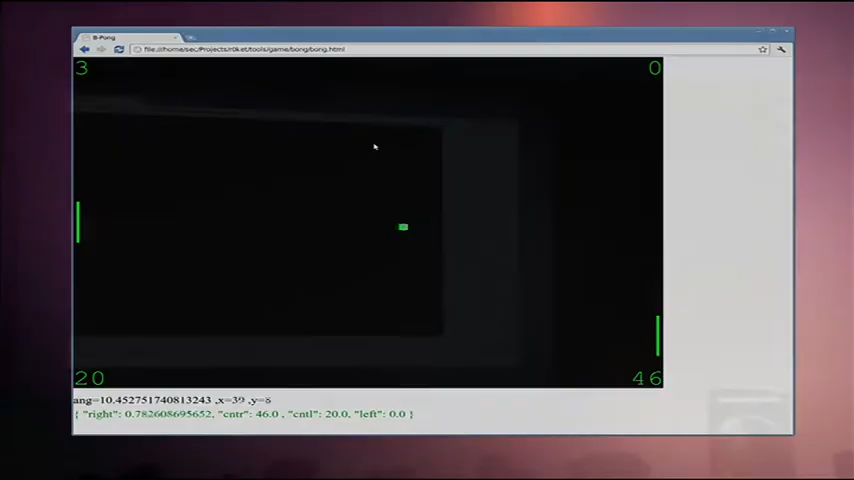 B-Pong
file:///home/sec/Projects/r0ket/tools/game/bong/bong.html
3 0
20 46
ang=10.452751740813243 ,x=39 ,y=8
{ "right": 0.782608695652, "cntr": 46.0 , "cntl": 20.0, "left": 0.0 }